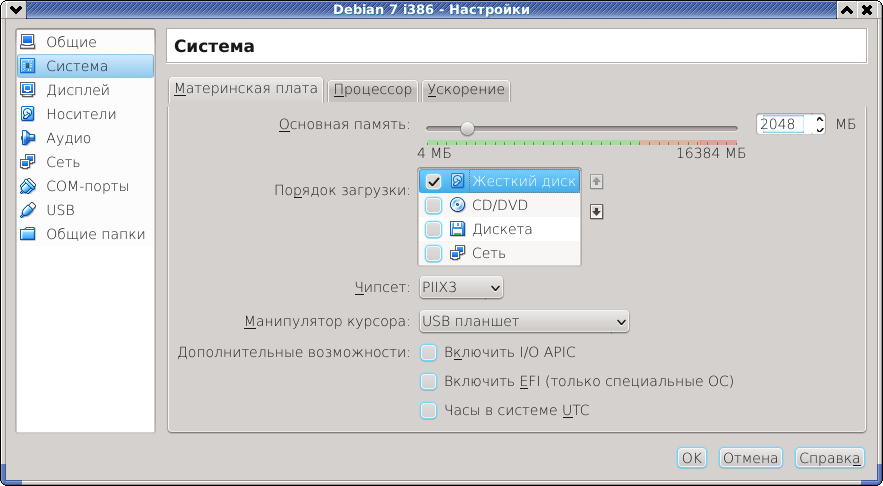 Debian 7 i386 - Настройки
Общие
Система
Дисплей
Носители
Аудио
Сеть
COM-порты
USB
Общие папки
Система
Материнская плата Процессор Ускорение
Основная память: 2048 МБ
4 МБ 16384 МБ
Порядок загрузки: Жесткий диск
CD/DVD
Дискета
Сеть
Чипсет: PIIX3
Манипулятор курсора: USB планшет
Дополнительные возможности: Включить I/O APIC
Включить EFI (только специальные ОС)
Часы в системе UTC
OK Отмена Справка